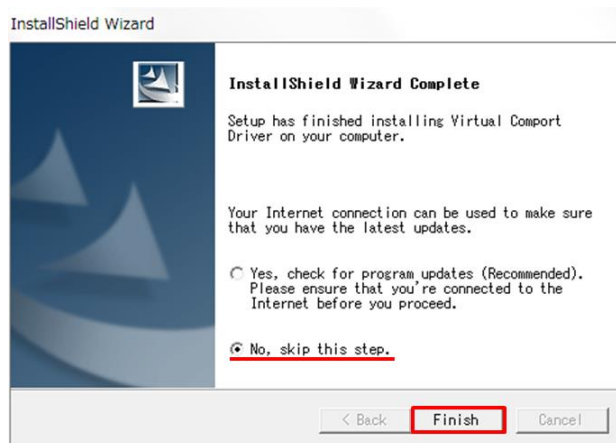 InstallShield Wizard
InstallShield Wizard Complete
Setup has finished installing Virtual Comport
Driver on your computer.
Your Internet connection can be used to make sure
that you have the latest updates.
Yes, check for program updates (Recommended).
Please ensure that you're connected to the
Internet before you proceed.
No, skip this step.
< Back Finish Cancel